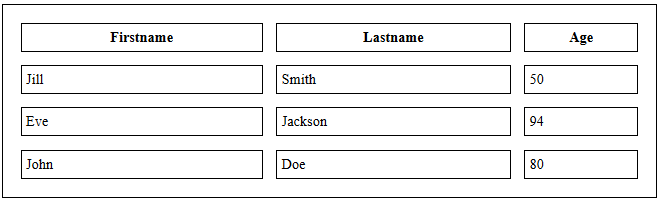 Firstname Lastname Age
Jill Smith 50
Eve Jackson 94
John Doe 80